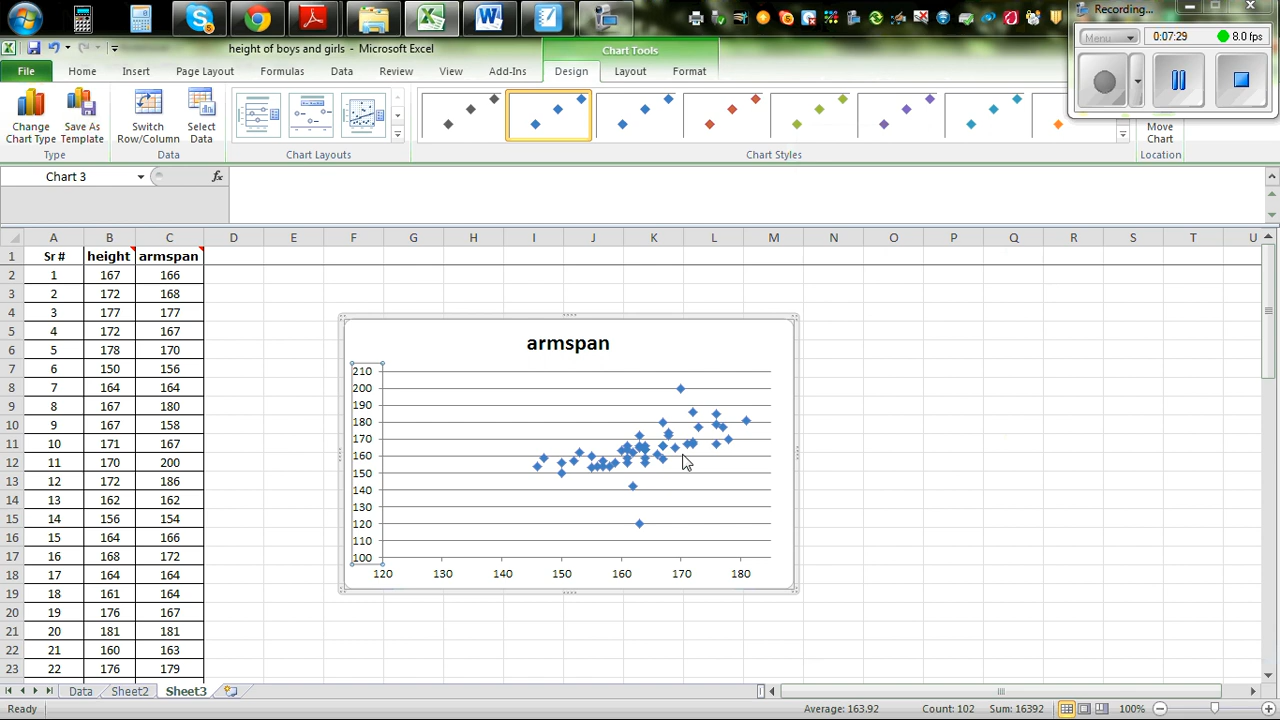 Recording...
Menu 0:07:29 8.0 fps
height of boys and girls - Microsoft Excel Chart Tools
File Home Insert Page Layout Formulas Data Review View Add-Ins Design Layout Format
Change Chart Type Save As Template Switch Row/Column Select Data Move Chart
Type Data Chart Layouts Chart Styles Location
Chart 3 fx
A B C D E F G H I J K L M N O P Q R S T U
1 Sr # height armspan
2 1 167 166
3 2 172 168
4 3 177 177
5 4 172 167
6 5 178 170
7 6 150 156
8 7 164 164
9 8 167 180
10 9 167 158
11 10 171 167
12 11 170 200
13 12 172 186
14 13 162 162
15 14 156 154
16 15 164 166
17 16 168 172
18 17 164 164
19 18 161 164
20 19 176 167
21 20 181 181
22 21 160 163
23 22 176 179
armspan
210
200
190
180
170
160
150
140
130
120
110
100
120 130 140 150 160 170 180
Data Sheet2 Sheet3
Ready Average: 163.92 Count: 102 Sum: 16392 100%